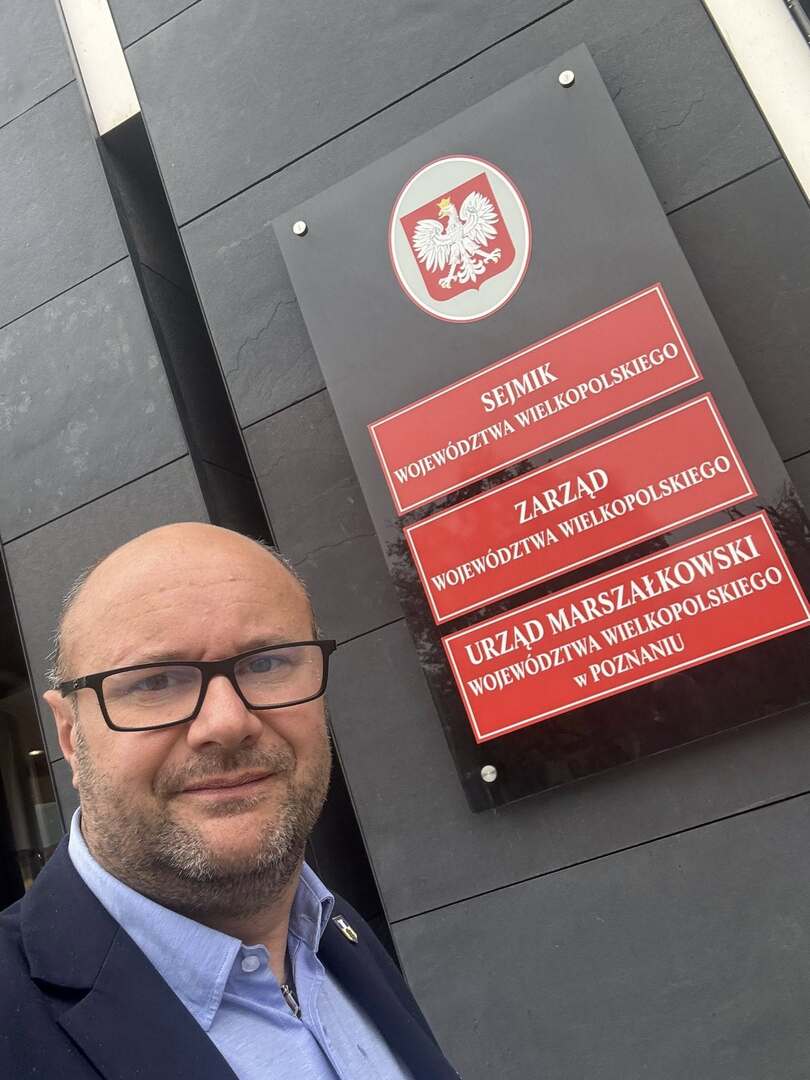 SEJMIK
WOJEWÓDZTWA WIELKOPOLSKIEGO
ZARZĄD
WOJEWÓDZTWA WIELKOPOLSKIEGO
URZĄD MARSZAŁKOWSKI
WOJEWÓDZTWA WIELKOPOLSKIEGO
w POZNANIU